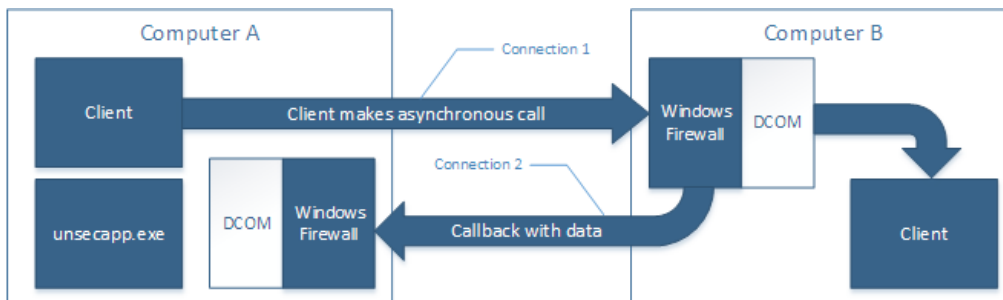 Computer A
Computer B
Connection 1
Client
Client makes asynchronous call
Windows
Firewall
DCOM
Connection 2
unsecapp.exe
DCOM
Windows
Firewall
Callback with data
Client